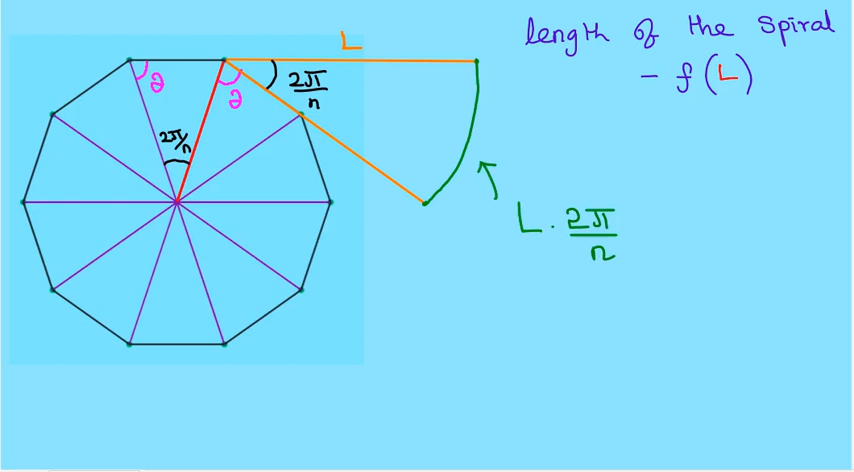 length of the Spiral
- f(L)
L
∂
2π/n
∂
2π/n
L · 2π/n